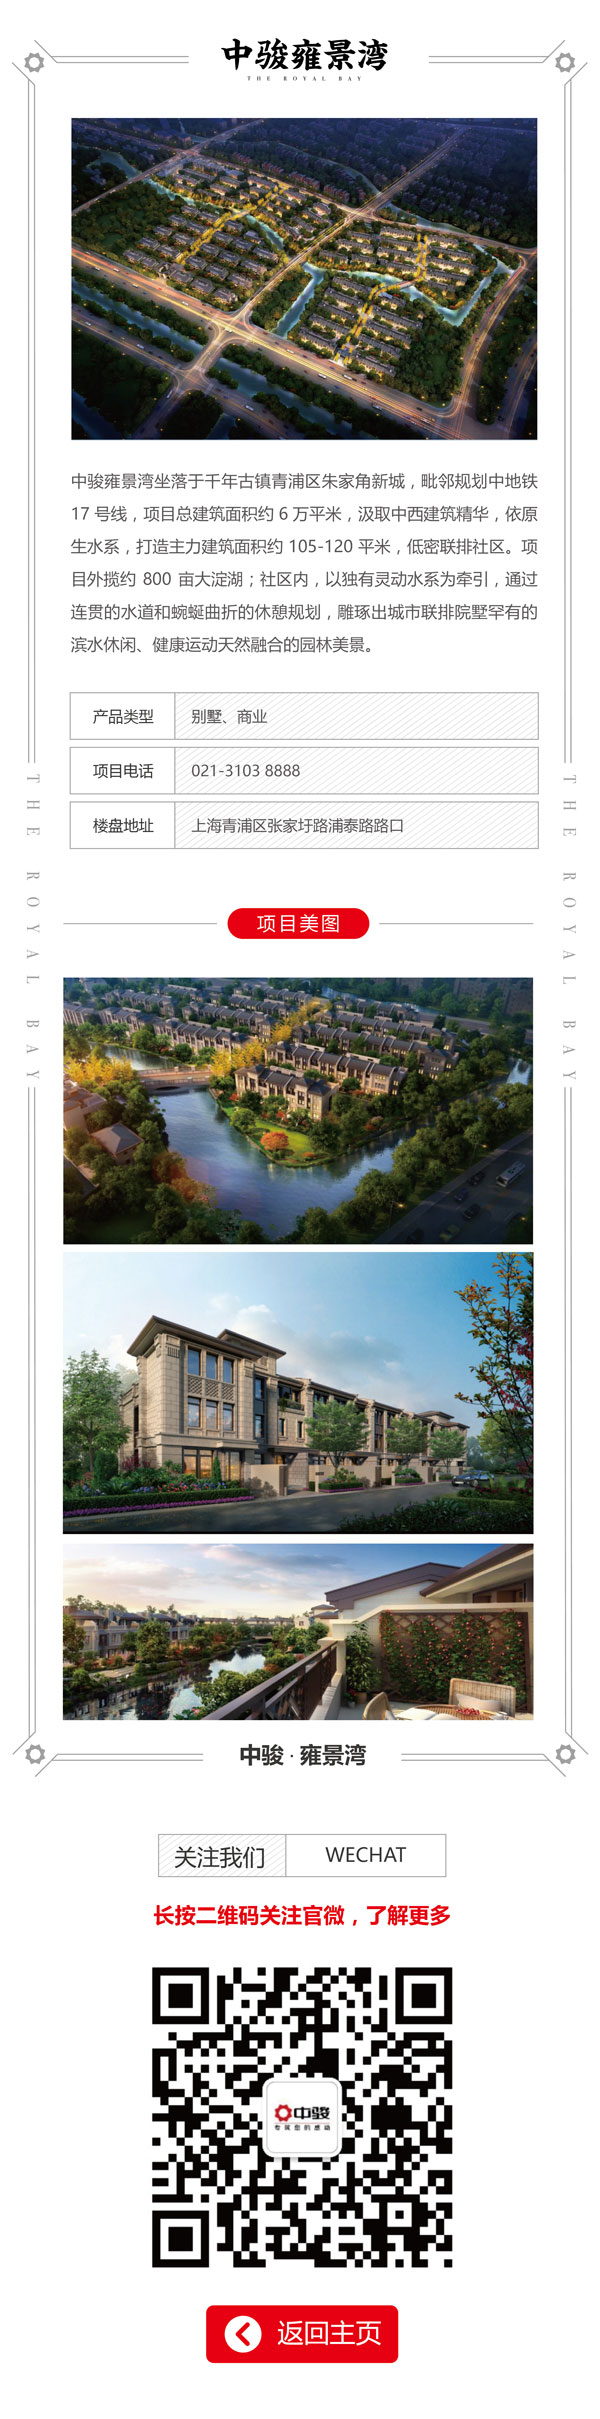 中骏雍景湾
THE ROYAL BAY
中骏雍景湾坐落于千年古镇青浦区朱家角新城，毗邻规划中地铁
17 号线，项目总建筑面积约 6 万平米，汲取中西建筑精华，依原
生水系，打造主力建筑面积约 105-120 平米，低密联排社区。项
目外揽约 800 亩大淀湖；社区内，以独有灵动水系为牵引，通过
连贯的水道和蜿蜒曲折的休憩规划，雕琢出城市联排院墅罕有的
滨水休闲、健康运动天然融合的园林美景。
产品类型 别墅、商业
项目电话 021-3103 8888
楼盘地址 上海青浦区张家圩路浦泰路路口
THE ROYAL BAY
THE ROYAL BAY
项目美图
中骏 · 雍景湾
关注我们 WECHAT
长按二维码关注官微，了解更多
中骏
专筑您的感动
返回主页